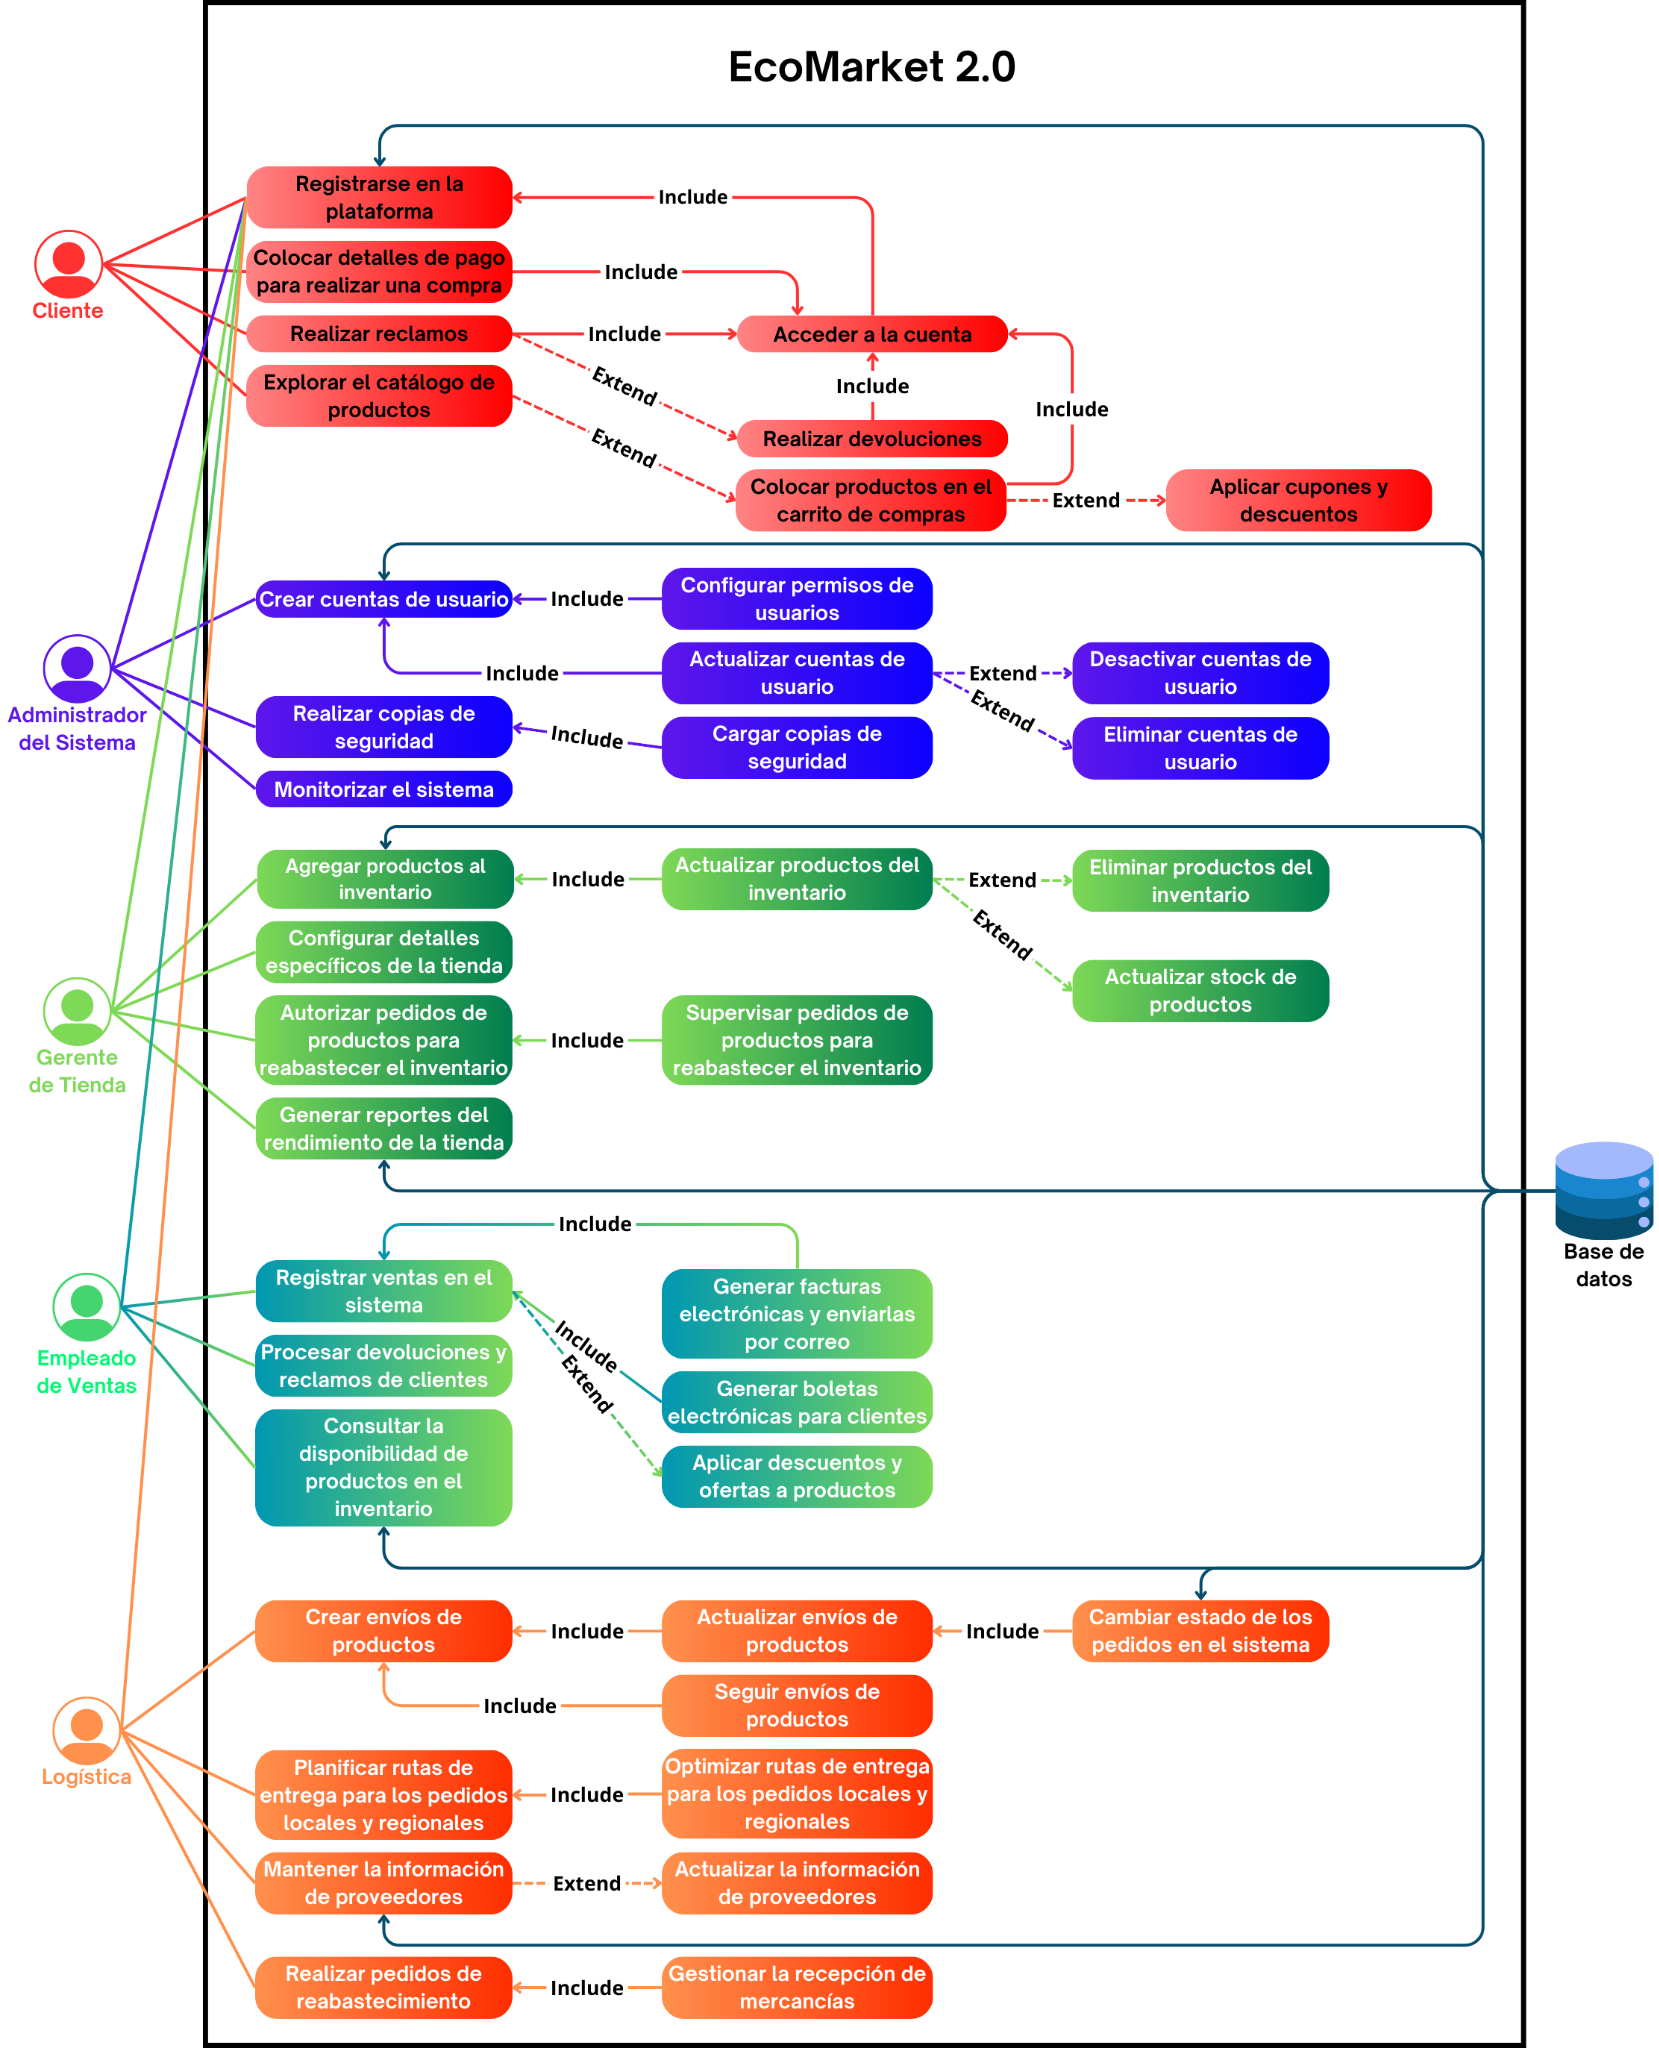 EcoMarket 2.0
Registrarse en la
plataforma
Include
Colocar detalles de pago
para realizar una compra
Include
Cliente
Realizar reclamos
Include
Acceder a la cuenta
Explorar el catálogo de
productos
Extend
Include
Include
Extend
Realizar devoluciones
Colocar productos en el
carrito de compras
Extend
Aplicar cupones y
descuentos
Crear cuentas de usuario
Include
Configurar permisos de
usuarios
Include
Actualizar cuentas de
usuario
Extend
Desactivar cuentas de
usuario
Extend
Administrador
del Sistema
Realizar copias de
seguridad
Include
Cargar copias de
seguridad
Eliminar cuentas de
usuario
Monitorizar el sistema
Agregar productos al
inventario
Include
Actualizar productos del
inventario
Extend
Eliminar productos del
inventario
Extend
Configurar detalles
específicos de la tienda
Actualizar stock de
productos
Gerente
de Tienda
Autorizar pedidos de
productos para
reabastecer el inventario
Include
Supervisar pedidos de
productos para
reabastecer el inventario
Generar reportes del
rendimiento de la tienda
Base de
datos
Include
Registrar ventas en el
sistema
Generar facturas
electrónicas y enviarlas
por correo
Include
Extend
Empleado
de Ventas
Procesar devoluciones y
reclamos de clientes
Generar boletas
electrónicas para clientes
Consultar la
disponibilidad de
productos en el
inventario
Aplicar descuentos y
ofertas a productos
Crear envíos de
productos
Include
Actualizar envíos de
productos
Include
Cambiar estado de los
pedidos en el sistema
Include
Seguir envíos de
productos
Logística
Planificar rutas de
entrega para los pedidos
locales y regionales
Include
Optimizar rutas de entrega
para los pedidos locales y
regionales
Mantener la información
de proveedores
Extend
Actualizar la información
de proveedores
Realizar pedidos de
reabastecimiento
Include
Gestionar la recepción de
mercancías